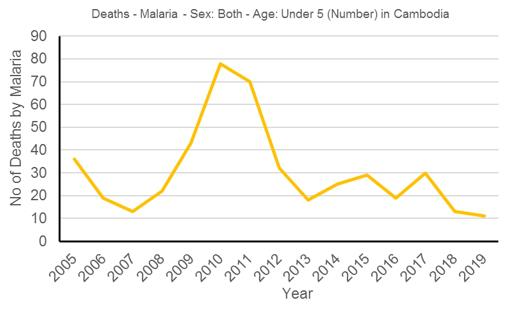 Deaths - Malaria - Sex: Both - Age: Under 5 (Number) in Cambodia
No of Deaths by Malaria
90
80
70
60
50
40
30
20
10
0
2005 2006 2007 2008 2009 2010 2011 2012 2013 2014 2015 2016 2017 2018 2019
Year